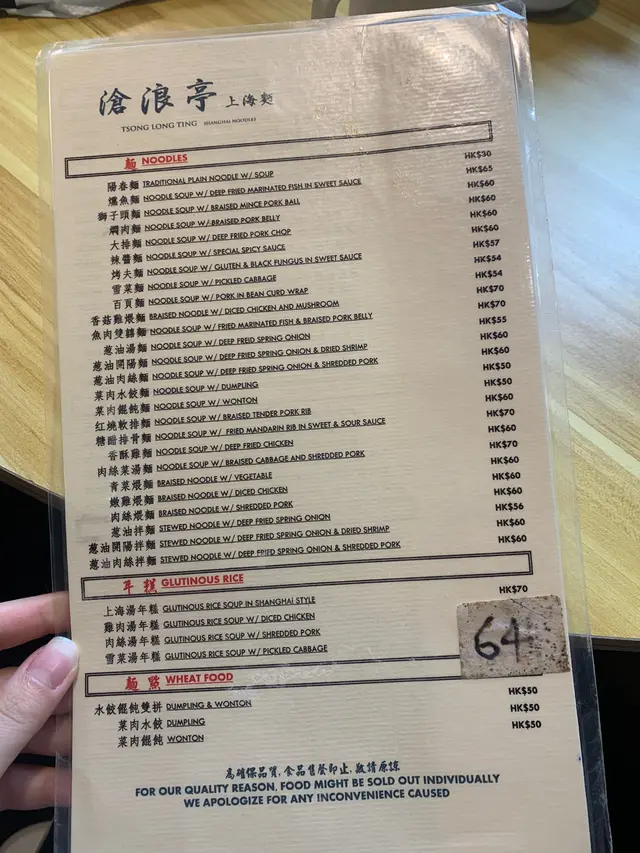 滄浪亭 上海麵
TSONG LONG TING SHANGHAI NOODLES
麵 NOODLES
陽春麵 TRADITIONAL PLAIN NOODLE W/ SOUP HK$30
燻魚麵 NOODLE SOUP W/ DEEP FRIED MARINATED FISH IN SWEET SAUCE HK$65
獅子頭麵 NOODLE SOUP W/ BRAISED MINCE PORK BALL HK$60
燜肉麵 NOODLE SOUP W/ BRAISED PORK BELLY HK$60
大排麵 NOODLE SOUP W/ DEEP FRIED PORK CHOP HK$60
辣醬麵 NOODLE SOUP W/ SPECIAL SPICY SAUCE HK$60
烤夫麵 NOODLE SOUP W/ GLUTEN & BLACK FUNGUS IN SWEET SAUCE HK$57
雪菜麵 NOODLE SOUP W/ PICKLED CABBAGE HK$54
百頁麵 NOODLE SOUP W/ PORK IN BEAN CURD WRAP HK$54
香菇雞煨麵 BRAISED NOODLE W/ DICED CHICKEN AND MUSHROOM HK$70
魚肉雙轎麵 NOODLE SOUP W/ FRIED MARINATED FISH & BRAISED PORK BELLY HK$70
蔥油湯麵 NOODLE SOUP W/ DEEP FREID SPRING ONION HK$55
蔥油開陽麵 NOODLE SOUP W/ DEEP FRIED SPRING ONION & DRIED SHRIMP HK$60
蔥油肉絲麵 NOODLE SOUP W/ DEEP FRIED SPRING ONION & SHREDDED PORK HK$60
菜肉水餃麵 NOODLE SOUP W/ DUMPLING HK$50
菜肉餛飩麵 NOODLE SOUP W/ WONTON HK$50
紅燒軟排麵 NOODLE SOUP W/ BRAISED TENDER PORK RIB HK$60
糖醋排骨麵 NOODLE SOUP W/ FRIED MANDARIN RIB IN SWEET & SOUR SAUCE HK$70
香酥雞麵 NOODLE SOUP W/ DEEP FRIED CHICKEN HK$60
肉絲菜湯麵 NOODLE SOUP W/ BRAISED CABBAGE AND SHREDDED PORK HK$70
青菜煨麵 BRAISED NOODLE W/ VEGETABLE HK$60
嫩雞煨麵 BRAISED NOODLE W/ DICED CHICKEN HK$60
肉絲煨麵 BRAISED NOODLE W/ SHREDDED PORK HK$60
蔥油拌麵 STEWED NOODLE W/ DEEP FRIED SPRING ONION HK$56
蔥油開陽拌麵 STEWED NOODLE W/ DEEP FRIED SPRING ONION & DRIED SHRIMP HK$60
蔥油肉絲拌麵 STEWED NOODLE W/ DEEP FRIED SPRING ONION & SHREDDED PORK HK$60
年糕 GLUTINOUS RICE
上海湯年糕 GLUTINOUS RICE SOUP IN SHANGHAI STYLE HK$70
雞肉湯年糕 GLUTINOUS RICE SOUP W/ DICED CHICKEN
肉絲湯年糕 GLUTINOUS RICE SOUP W/ SHREDDED PORK
雪菜湯年糕 GLUTINOUS RICE SOUP W/ PICKLED CABBAGE
64
麵點 WHEAT FOOD
水餃餛飩雙拼 DUMPLING & WONTON HK$50
菜肉水餃 DUMPLING HK$50
菜肉餛飩 WONTON HK$50
為確保品質,食品售罄即止,敬請原諒
FOR OUR QUALITY REASON, FOOD MIGHT BE SOLD OUT INDIVIDUALLY
WE APOLOGIZE FOR ANY INCONVENIENCE CAUSED